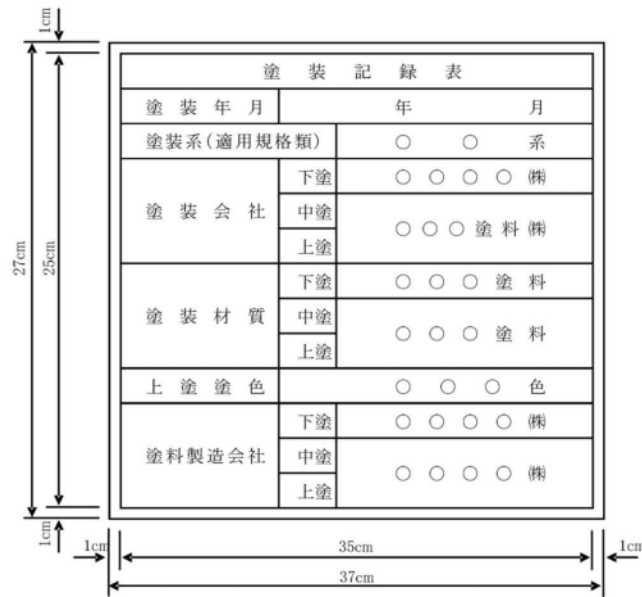 1cm
27cm
25cm
塗装記録表
塗装年月 年 月
塗装系(適用規格類) ○ ○ 系
塗装会社
下塗 ○ ○ ○ ○ ㈱
中塗
上塗
○ ○ ○ 塗料㈱
塗装材質
下塗 ○ ○ ○ 塗料
中塗
上塗
○ ○ ○ 塗料
上塗塗色 ○ ○ ○ 色
塗料製造会社
下塗 ○ ○ ○ ○ ㈱
中塗
上塗
○ ○ ○ ○ ㈱
1cm
1cm
35cm
1cm
37cm